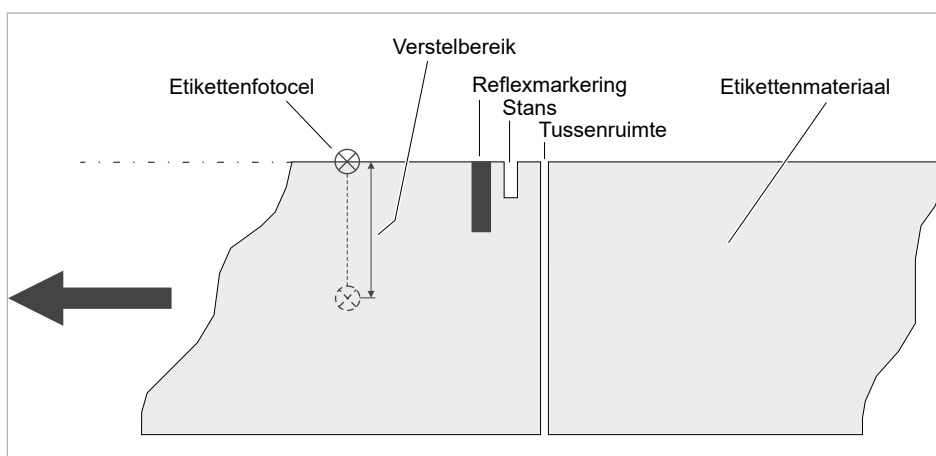 Verstelbereik
Etikettenfotocel
Reflexmarkering
Etikettenmateriaal
Stans
Tussenruimte